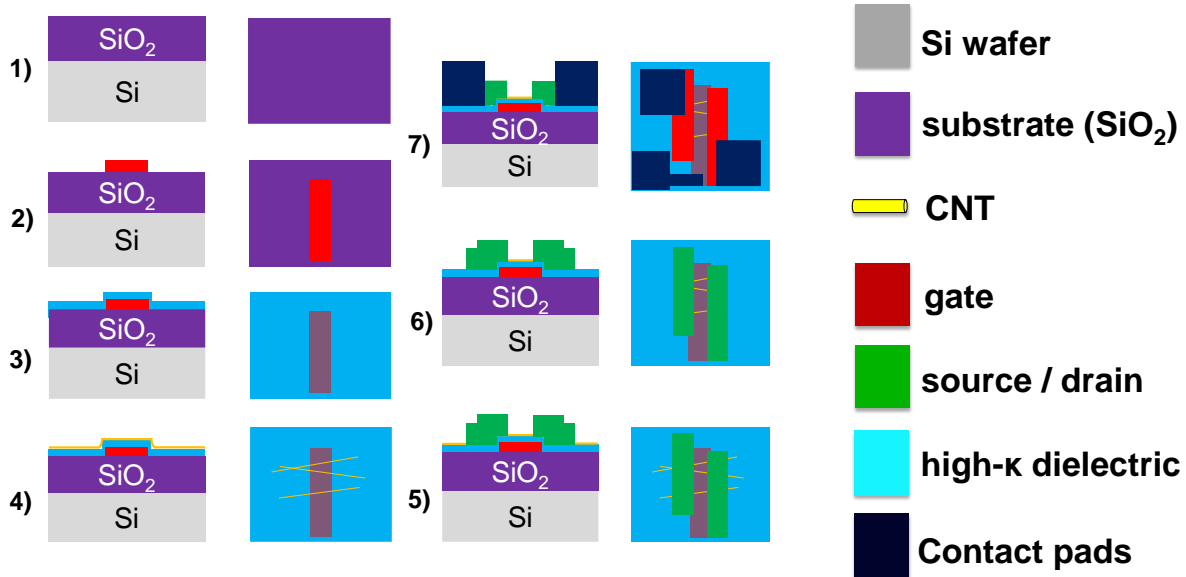 1)
SiO₂
Si
2)
SiO₂
Si
3)
SiO₂
Si
4)
SiO₂
Si
7)
SiO₂
Si
6)
SiO₂
Si
5)
SiO₂
Si
Si wafer
substrate (SiO₂)
CNT
gate
source / drain
high-κ dielectric
Contact pads